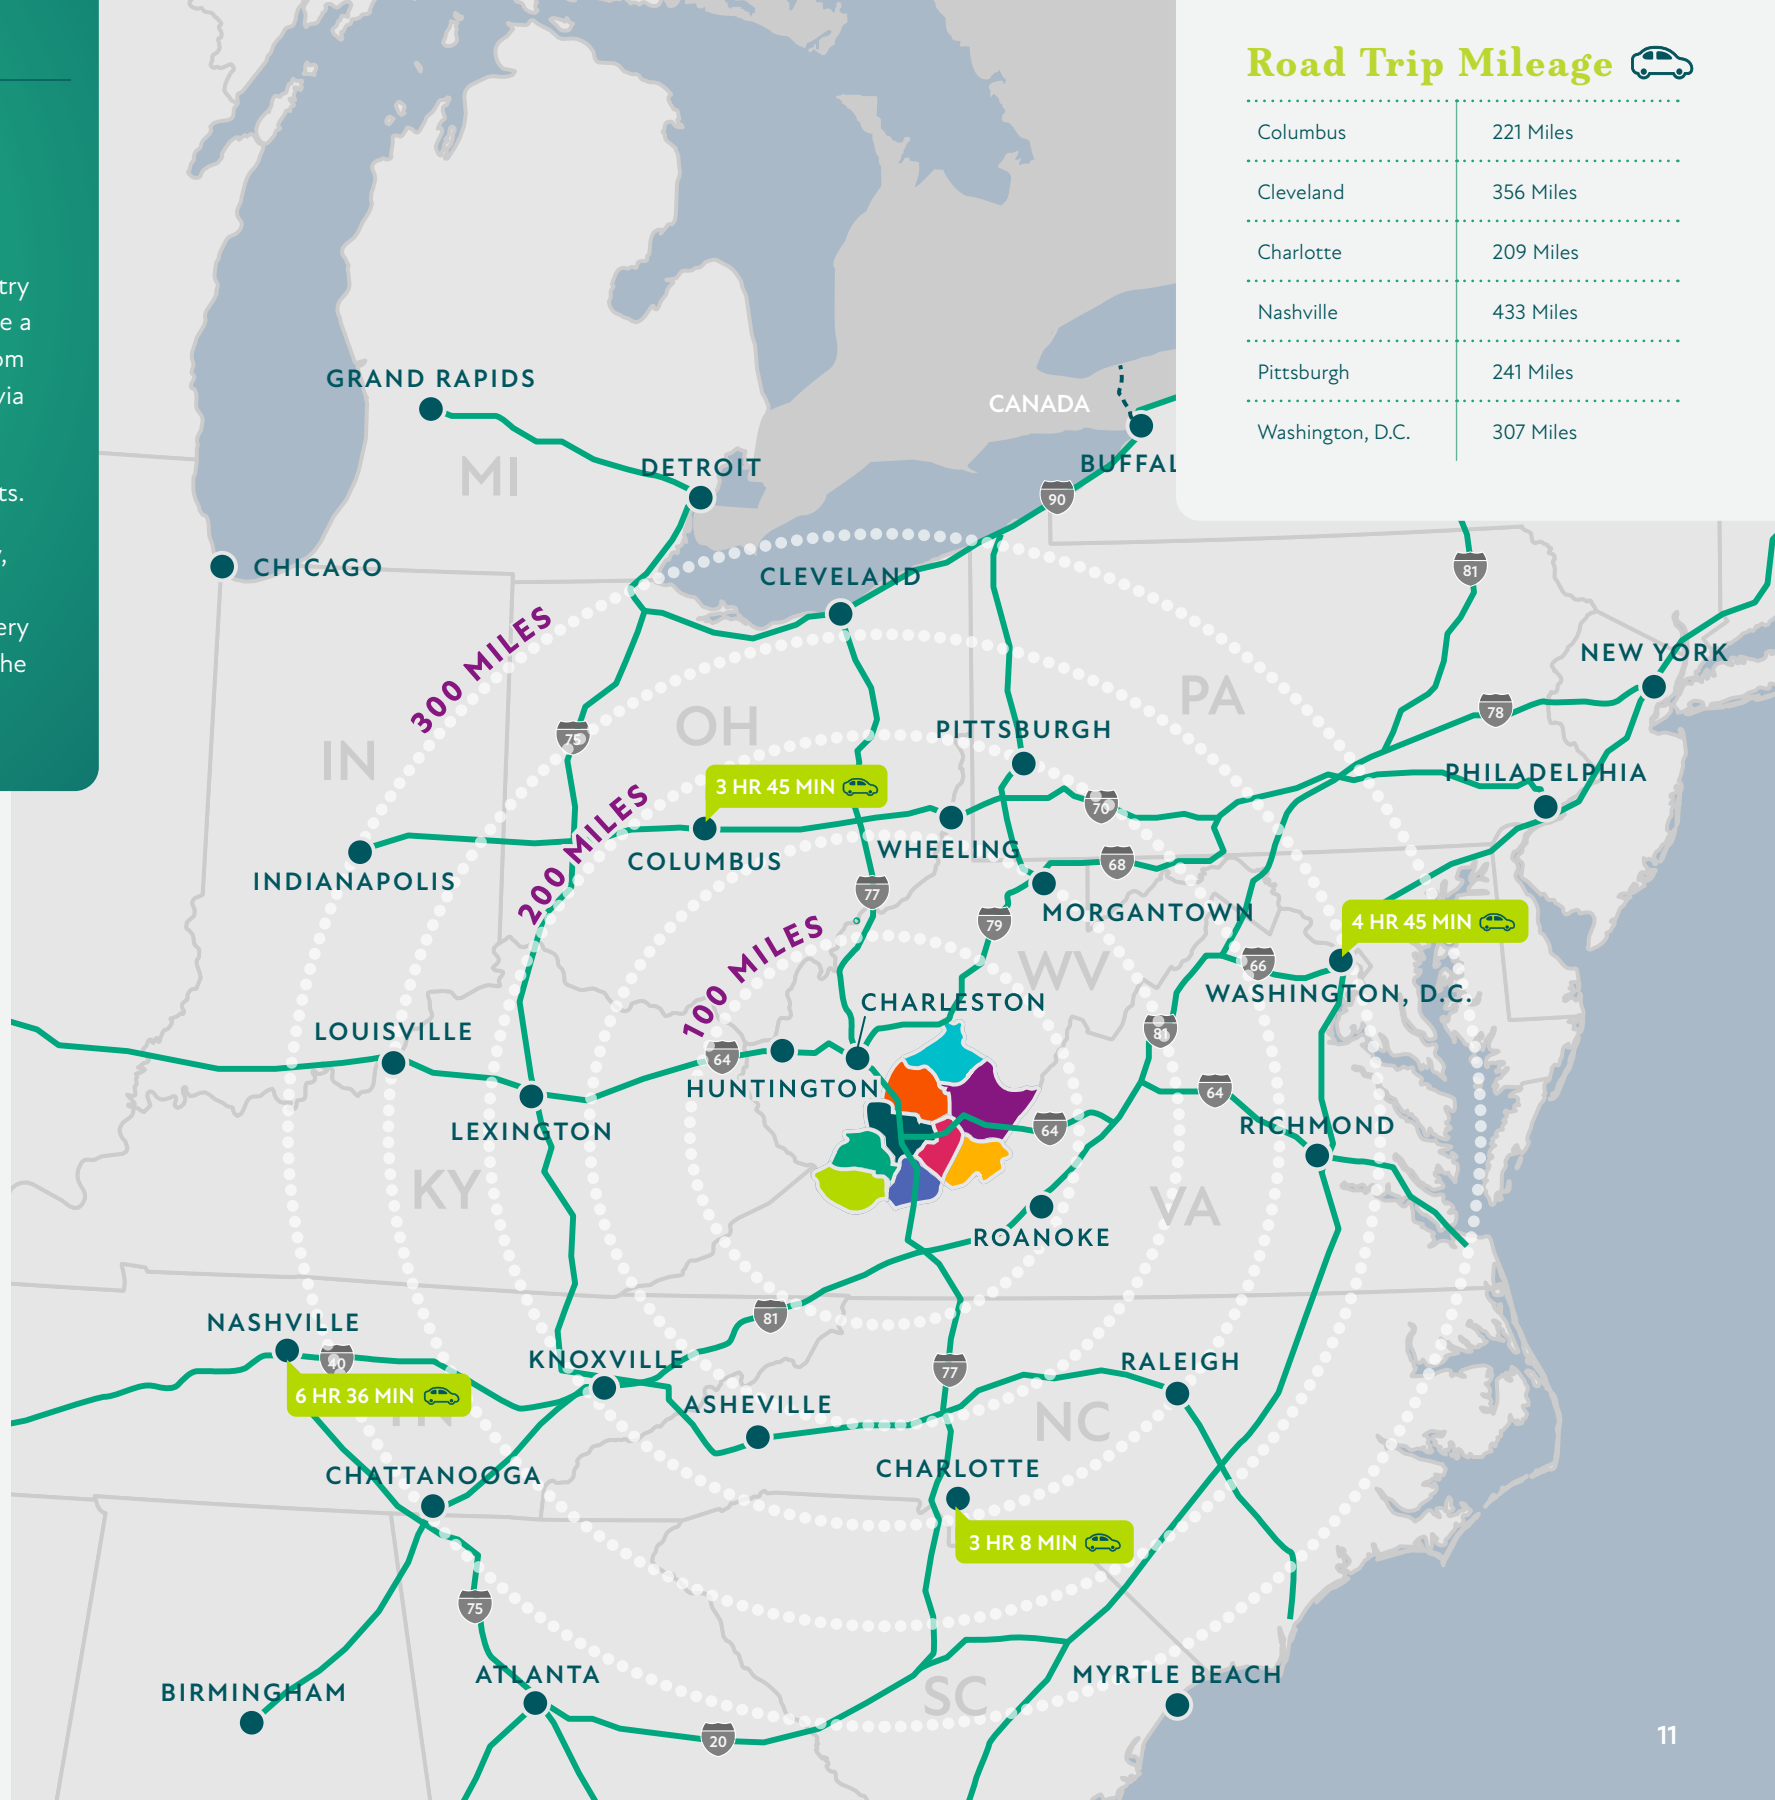 try
e a
om
via
ts.
,
ery
he
Road Trip Mileage
Columbus 221 Miles
Cleveland 356 Miles
Charlotte 209 Miles
Nashville 433 Miles
Pittsburgh 241 Miles
Washington, D.C. 307 Miles
GRAND RAPIDS
CANADA
DETROIT
MI
BUFFAL
90
CHICAGO
CLEVELAND
81
300 MILES
NEW YORK
PA
78
OH
75
IN
PITTSBURGH
PHILADELPHIA
3 HR 45 MIN
70
200 MILES
COLUMBUS
WHEELING
68
INDIANAPOLIS
77
79
MORGANTOWN
4 HR 45 MIN
100 MILES
WV
66
WASHINGTON, D.C.
CHARLESTON
LOUISVILLE
81
64
HUNTINGTON
64
LEXINGTON
64
RICHMOND
KY
VA
ROANOKE
81
NASHVILLE
40
KNOXVILLE
77
RALEIGH
6 HR 36 MIN
TN
ASHEVILLE
NC
CHATTANOOGA
CHARLOTTE
3 HR 8 MIN
75
BIRMINGHAM
ATLANTA
SC
MYRTLE BEACH
20
11